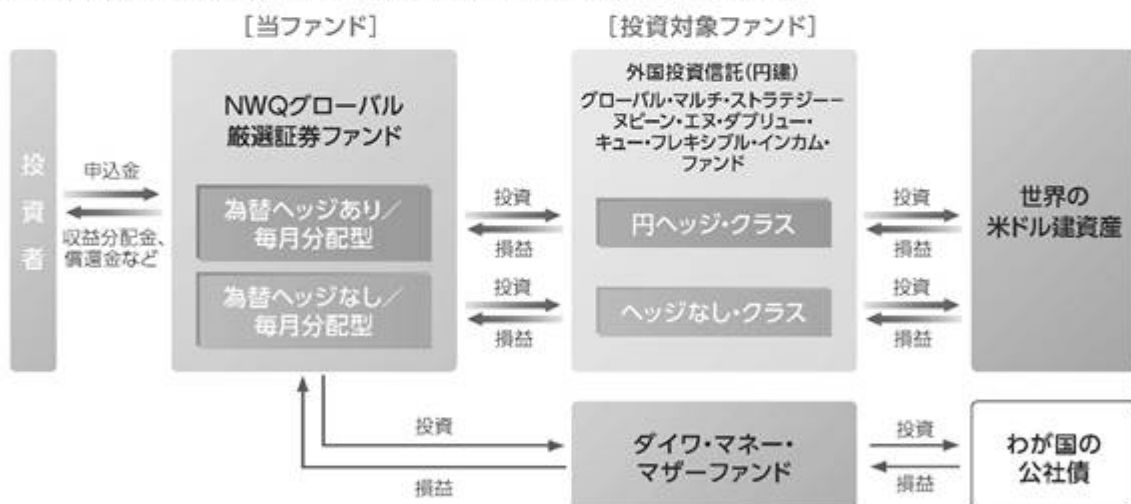 [当ファンド]
[投資対象ファンド]
投資者
申込金
収益分配金、
償還金など
NWQグローバル
厳選証券ファンド
為替ヘッジあり/
毎月分配型
為替ヘッジなし/
毎月分配型
投資
損益
投資
損益
外国投資信託(円建)
グローバル・マルチ・ストラテジー－
ヌビーン・エヌ・ダブリュー・
キュー・フレキシブル・インカム・
ファンド
円ヘッジ・クラス
ヘッジなし・クラス
投資
損益
投資
損益
世界の
米ドル建資産
投資
損益
ダイワ・マネー・
マザーファンド
投資
損益
わが国の
公社債